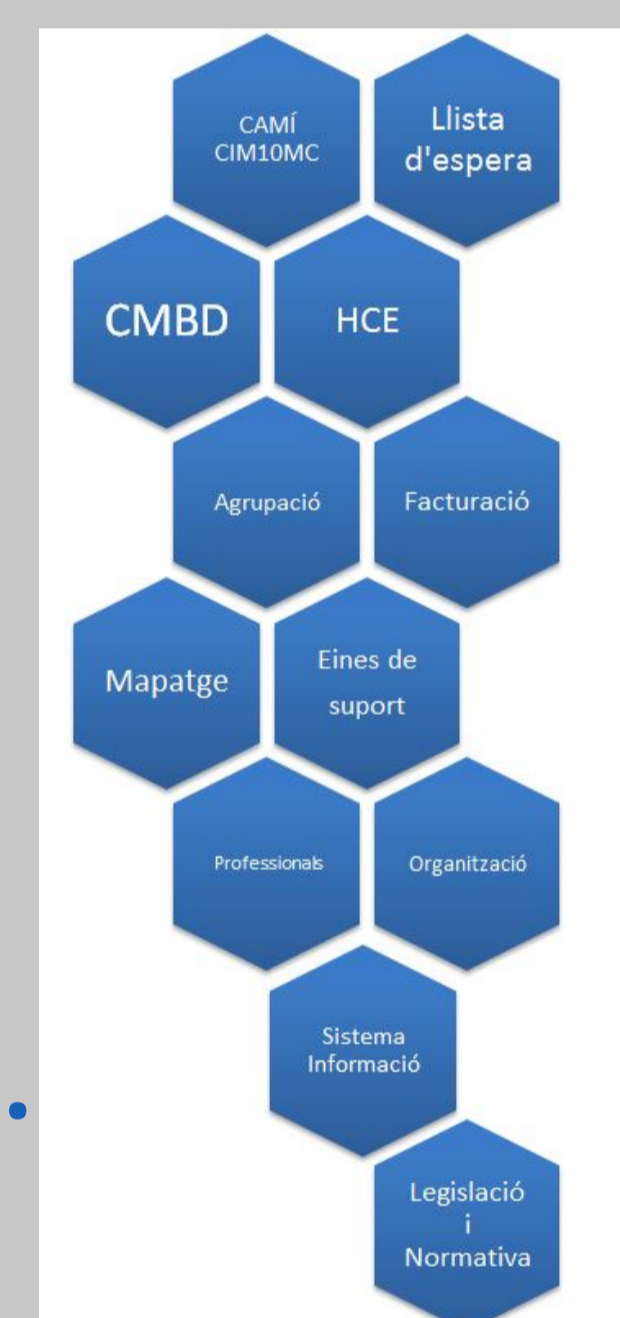 CAMÍ
CIM10MC
Llista
d'espera
CMBD
HCE
Agrupació
Facturació
Mapatge
Eines de
suport
Professionals
Organització
Sistema
Informació
Legislació
i
Normativa